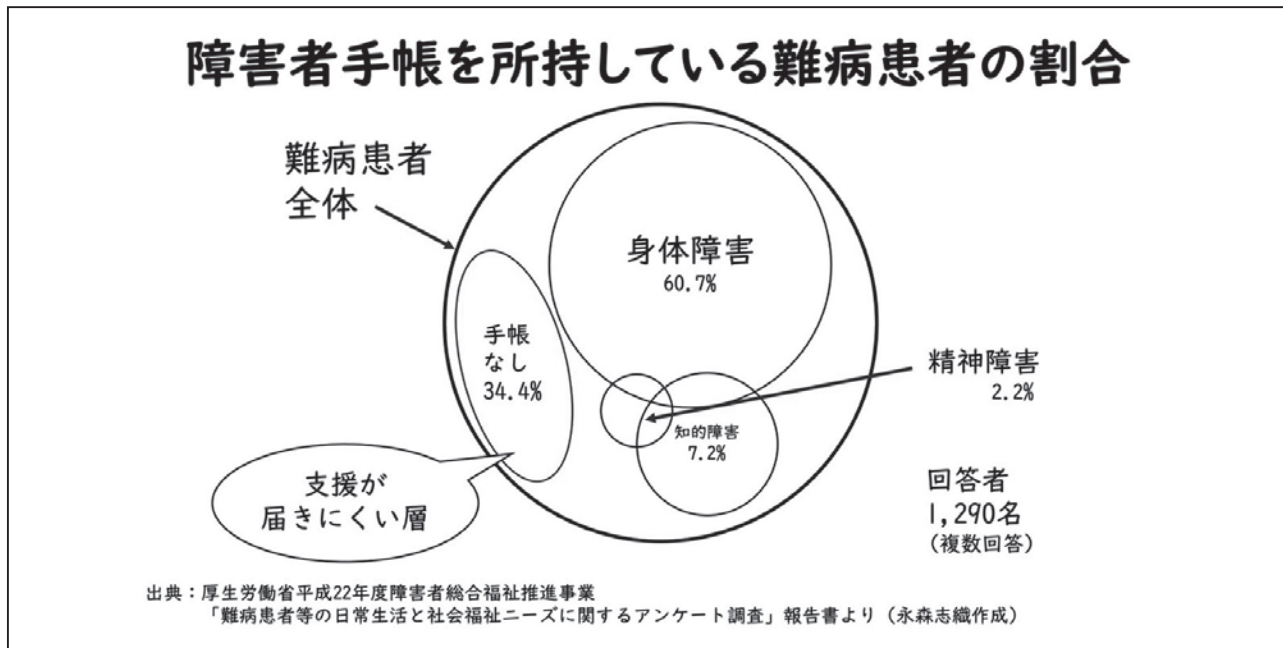 障害者手帳を所持している難病患者の割合
難病患者
全体
身体障害
60.7%
手帳
なし
34.4%
精神障害
2.2%
知的障害
7.2%
支援が
届きにくい層
回答者
1,290名
(複数回答)
出典：厚生労働省平成22年度障害者総合福祉推進事業
「難病患者等の日常生活と社会福祉ニーズに関するアンケート調査」報告書より（永森志織作成）